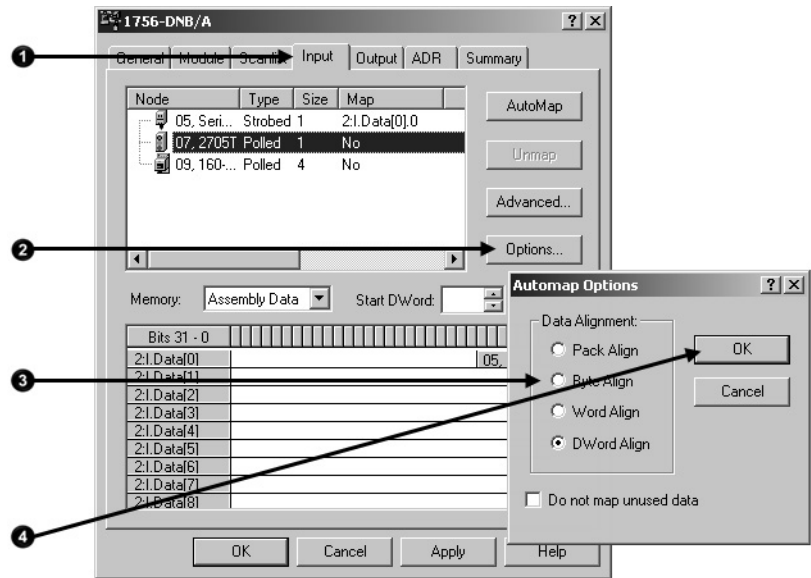 1756-DNB/A
General Module Scanlist Input Output ADR Summary
Node Type Size Map
05, Seri... Strobed 1 2:I.Data[0].0
07, 2705T Polled 1 No
09, 160-... Polled 4 No
AutoMap
Unmap
Advanced...
Options...
Memory: Assembly Data Start DWord:
Bits 31 - 0
2:I.Data[0] 05,
2:I.Data[1]
2:I.Data[2]
2:I.Data[3]
2:I.Data[4]
2:I.Data[5]
2:I.Data[6]
2:I.Data[7]
2:I.Data[8]
OK Cancel Apply Help
Automap Options
Data Alignment:
Pack Align
Byte Align
Word Align
DWord Align
Do not map unused data
OK
Cancel
1
2
3
4